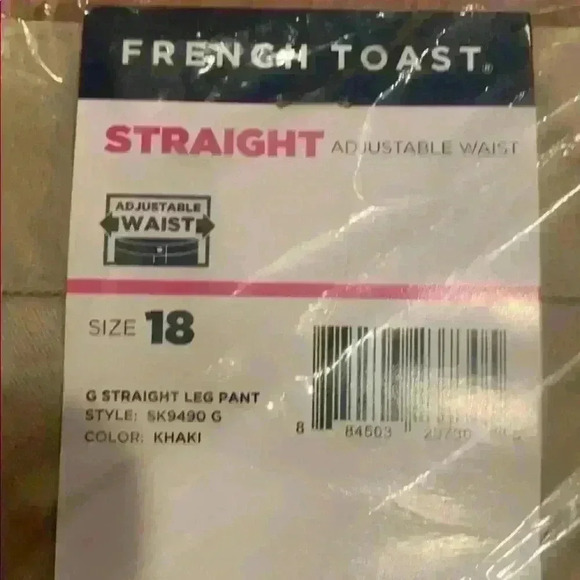 FRENCH TOAST®
STRAIGHT ADJUSTABLE WAIST
ADJUSTABLE
WAIST
SIZE 18
G STRAIGHT LEG PANT
STYLE: SK9490 G
COLOR: KHAKI
8 84503